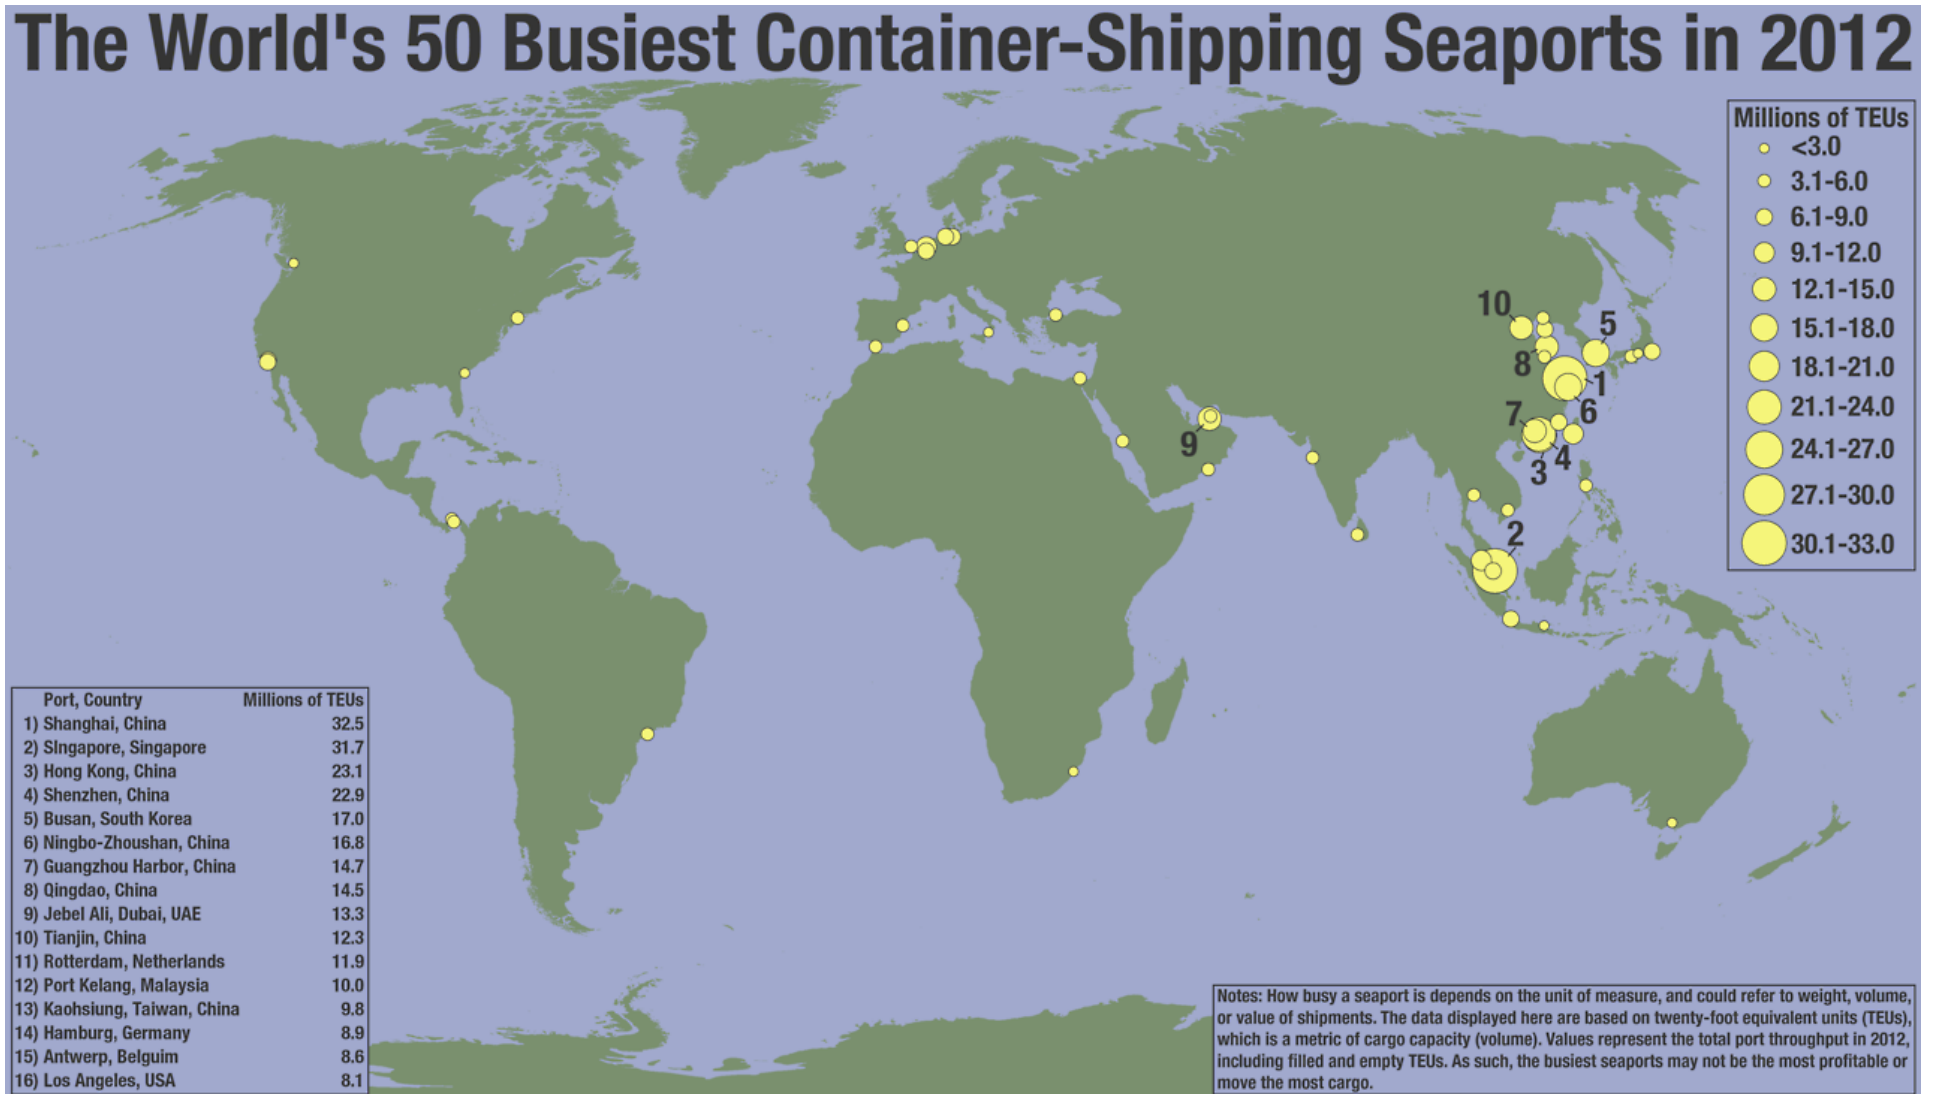 The World's 50 Busiest Container-Shipping Seaports in 2012
Millions of TEUs
<3.0
3.1-6.0
6.1-9.0
9.1-12.0
12.1-15.0
15.1-18.0
18.1-21.0
21.1-24.0
24.1-27.0
27.1-30.0
30.1-33.0
10
5
8
1
6
7
4
3
9
2
Port, Country Millions of TEUs
1) Shanghai, China 32.5
2) SIngapore, Singapore 31.7
3) Hong Kong, China 23.1
4) Shenzhen, China 22.9
5) Busan, South Korea 17.0
6) Ningbo-Zhoushan, China 16.8
7) Guangzhou Harbor, China 14.7
8) Qingdao, China 14.5
9) Jebel Ali, Dubai, UAE 13.3
10) Tianjin, China 12.3
11) Rotterdam, Netherlands 11.9
12) Port Kelang, Malaysia 10.0
13) Kaohsiung, Taiwan, China 9.8
14) Hamburg, Germany 8.9
15) Antwerp, Belguim 8.6
16) Los Angeles, USA 8.1
Notes: How busy a seaport is depends on the unit of measure, and could refer to weight, volume,
or value of shipments. The data displayed here are based on twenty-foot equivalent units (TEUs),
which is a metric of cargo capacity (volume). Values represent the total port throughput in 2012,
including filled and empty TEUs. As such, the busiest seaports may not be the most profitable or
move the most cargo.